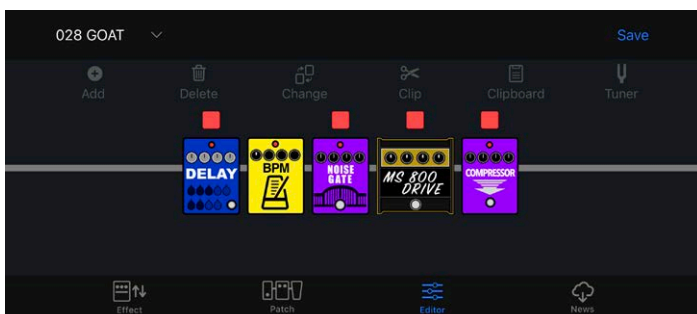 028 GOAT
Save
Add
Delete
Change
Clip
Clipboard
Tuner
DELAY
BPM
NOISE
GATE
MS 800
DRIVE
COMPRESSOR
Effect
Patch
Editor
News